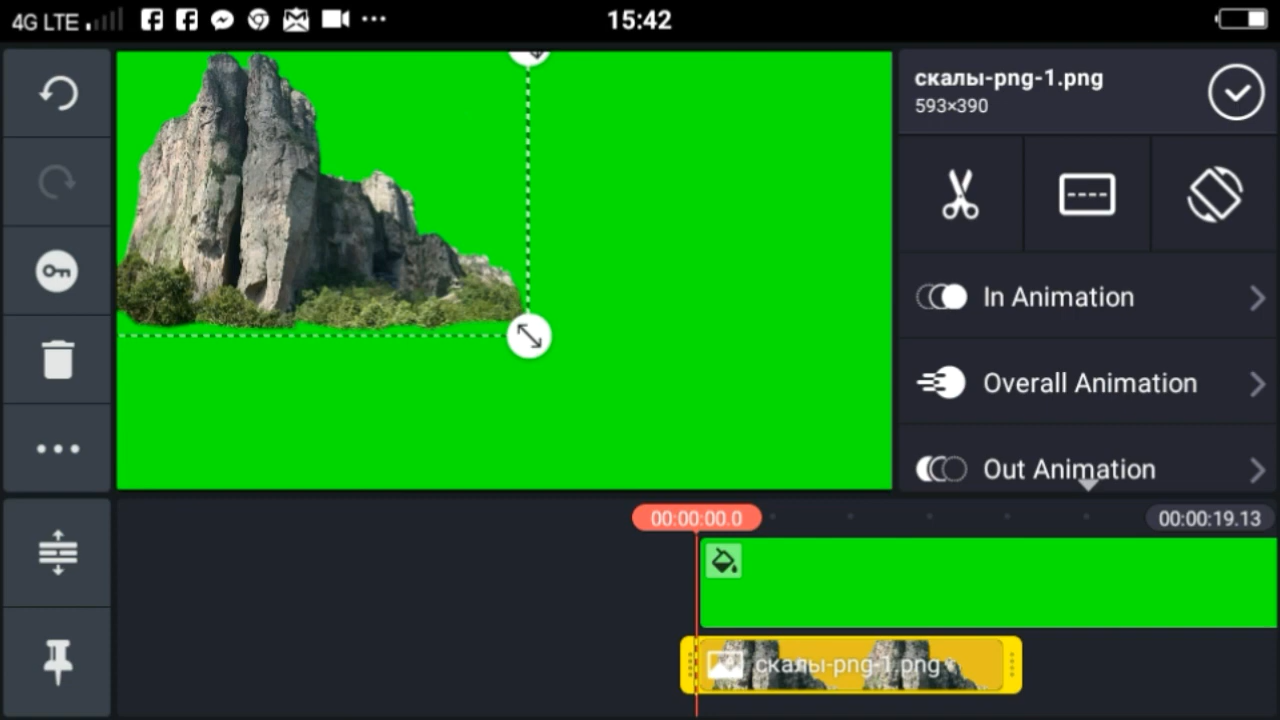 4G LTE 15:42
скалы-png-1.png
593×390
In Animation
Overall Animation
Out Animation
00:00:00.0
00:00:19.13
скалы-png-1.png